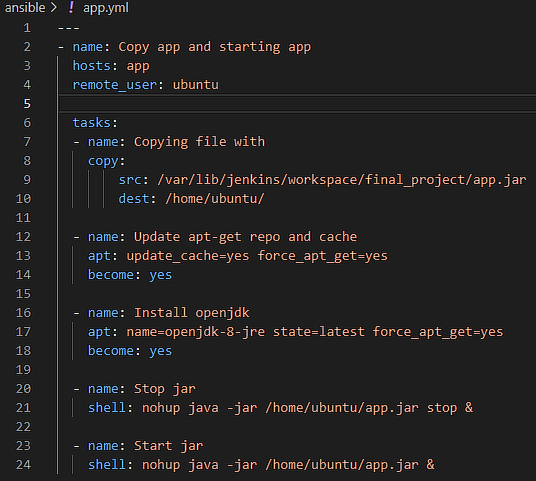 ansible > ! app.yml
1 ---
2 - name: Copy app and starting app
3   hosts: app
4   remote_user: ubuntu
5
6   tasks:
7   - name: Copying file with
8     copy:
9         src: /var/lib/jenkins/workspace/final_project/app.jar
10         dest: /home/ubuntu/
11
12   - name: Update apt-get repo and cache
13     apt: update_cache=yes force_apt_get=yes
14     become: yes
15
16   - name: Install openjdk
17     apt: name=openjdk-8-jre state=latest force_apt_get=yes
18     become: yes
19
20   - name: Stop jar
21     shell: nohup java -jar /home/ubuntu/app.jar stop &
22
23   - name: Start jar
24     shell: nohup java -jar /home/ubuntu/app.jar &